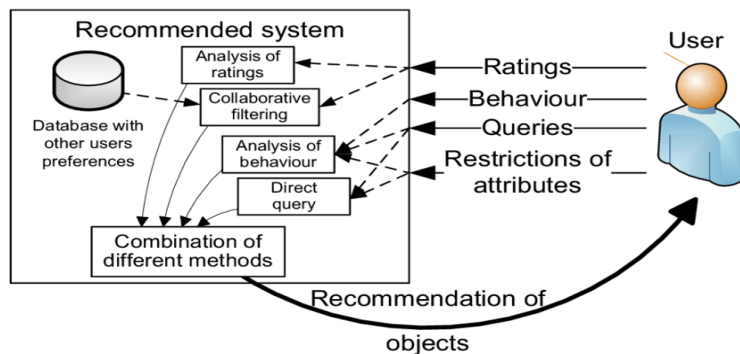 Recommended system
User
Analysis of
ratings
Ratings
Collaborative
filtering
Behaviour
Database with
other users
preferences
Queries
Analysis of
behaviour
Restrictions of
attributes
Direct
query
Combination of
different methods
Recommendation of
objects